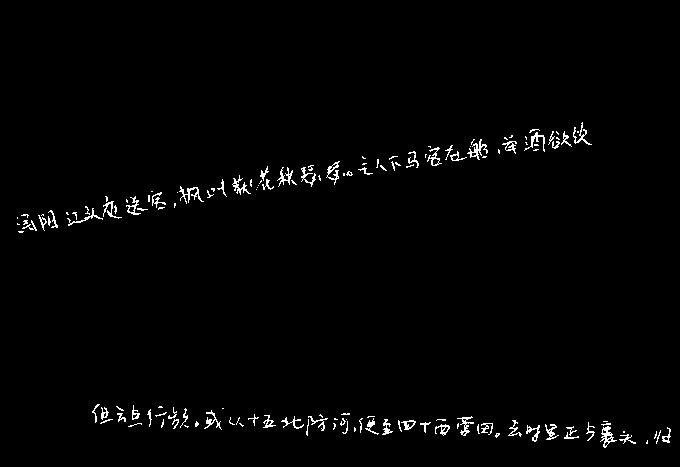 浔阳江头夜送客,枫叶荻花秋瑟瑟。主人下马客在船,举酒欲饮
但云点行频。或从十五北防河,便至四十西营田。去时里正与裹头,归